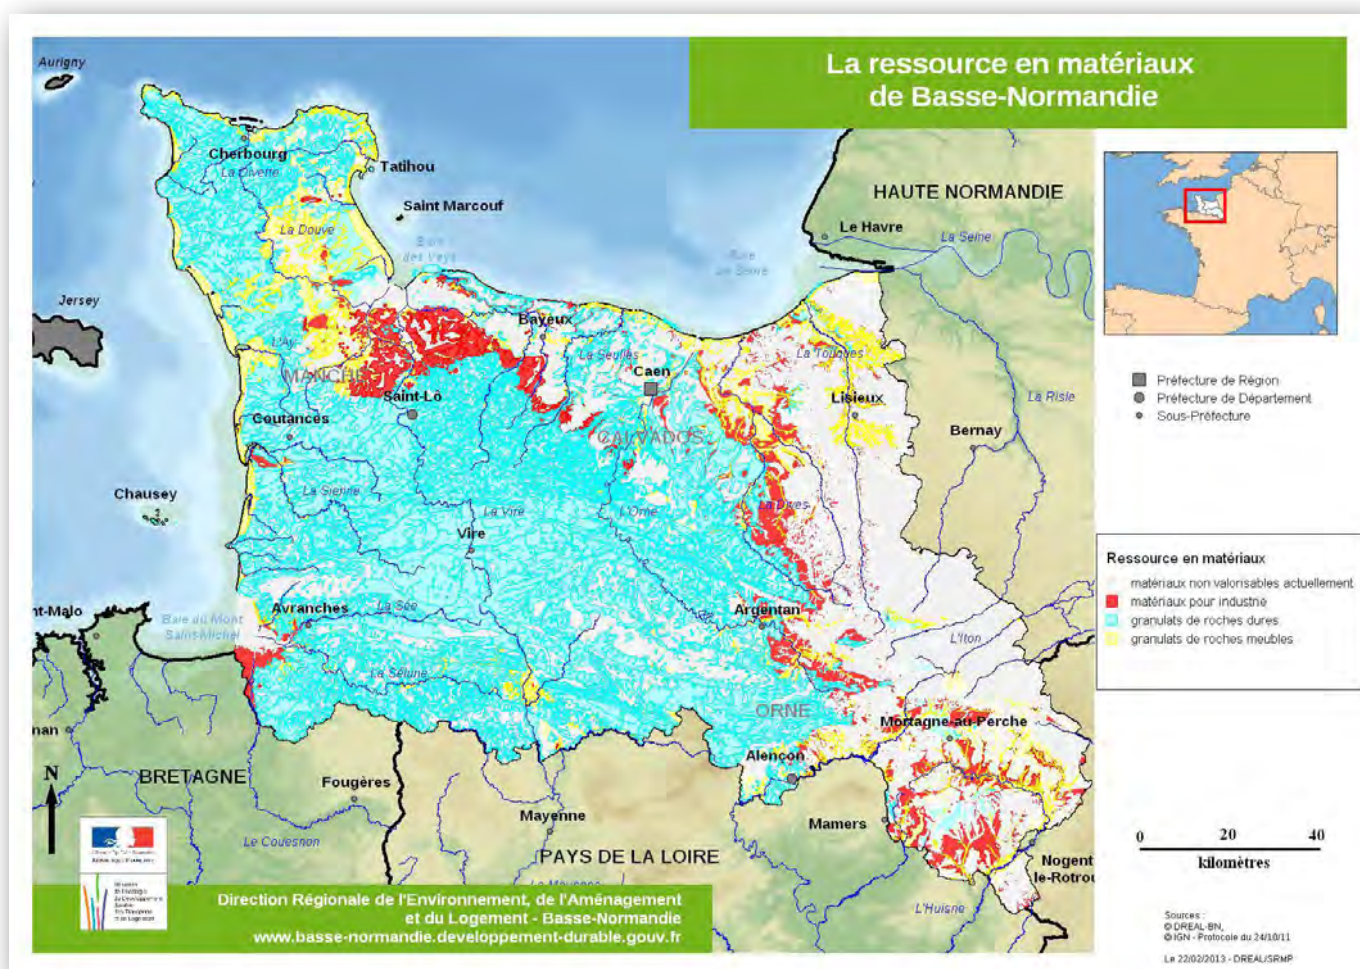 La ressource en matériaux
de Basse-Normandie
Aurigny
Cherbourg
La Divette
Tatihou
Saint Marcouf
La Douve
Baie
des Veys
HAUTE NORMANDIE
Le Havre
La Seine
Baie
de Seine
Jersey
Bayeux
La Seulles
La Touques
L'Ay
MANCHE
Caen
Saint-Lô
Lisieux
La Risle
Coutances
CALVADOS
Bernay
Chausey
La Sienne
La Vire
L'Orne
La Dives
Vire
nt-Malo
Baie du Mont
Saint-Michel
Avranches
La Sée
Argentan
L'Iton
La Sélune
ORNE
Mortagne-au-Perche
nan
Alençon
N
BRETAGNE
Fougères
Mayenne
Mamers
Le Couesnon
PAYS DE LA LOIRE
La Mayenne
Nogent
le-Rotrou
L'Huisne
Préfecture de Région
Préfecture de Département
Sous-Préfecture
Ressource en matériaux
matériaux non valorisables actuellement
matériaux pour industrie
granulats de roches dures
granulats de roches meubles
0 20 40
kilomètres
Direction Régionale de l'Environnement, de l'Aménagement
et du Logement - Basse-Normandie
www.basse-normandie.developpement-durable.gouv.fr
Sources :
© DREAL-BN,
© IGN - Protocole du 24/10/11
Le 22/02/2013 - DREAL/SRMP